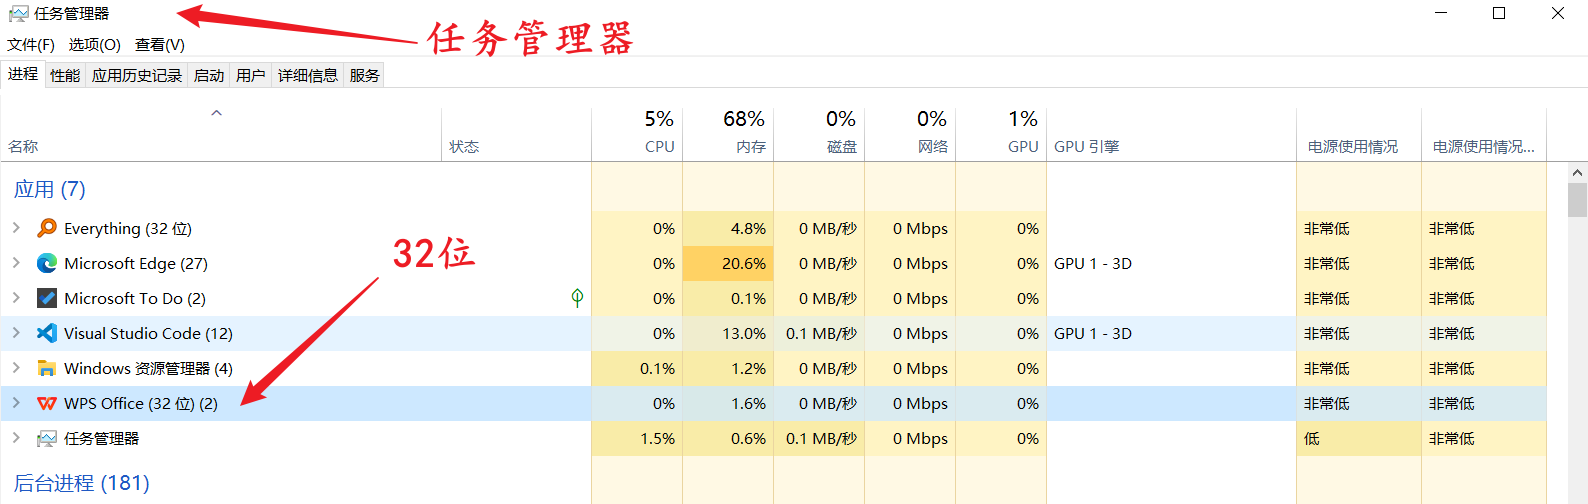 任务管理器
任务管理器
文件(F) 选项(O) 查看(V)
进程 性能 应用历史记录 启动 用户 详细信息 服务
5% 68% 0% 0% 1%
名称 状态 CPU 内存 磁盘 网络 GPU GPU 引擎 电源使用情况 电源使用情况...
应用 (7)
Everything (32 位) 0% 4.8% 0 MB/秒 0 Mbps 0% 非常低 非常低
32位
Microsoft Edge (27) 0% 20.6% 0 MB/秒 0 Mbps 0% GPU 1 - 3D 非常低 非常低
Microsoft To Do (2) 0% 0.1% 0 MB/秒 0 Mbps 0% 非常低 非常低
Visual Studio Code (12) 0% 13.0% 0.1 MB/秒 0 Mbps 0% GPU 1 - 3D 非常低 非常低
Windows 资源管理器 (4) 0.1% 1.2% 0 MB/秒 0 Mbps 0% 非常低 非常低
WPS Office (32 位) (2) 0% 1.6% 0 MB/秒 0 Mbps 0% 非常低 非常低
任务管理器 1.5% 0.6% 0.1 MB/秒 0 Mbps 0% 低 非常低
后台进程 (181)